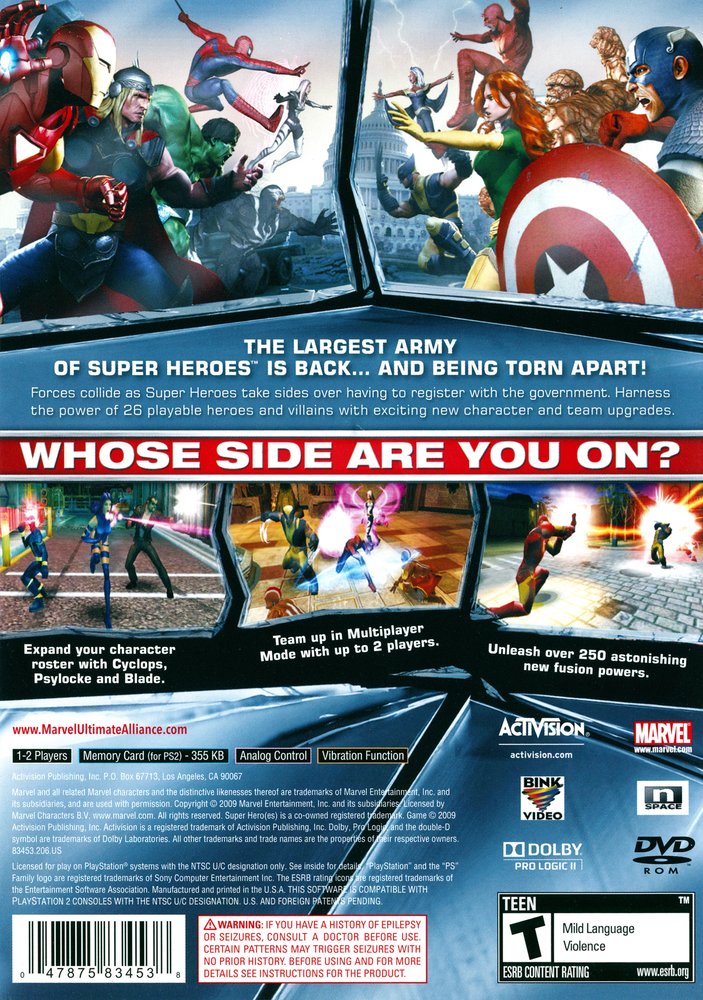 THE LARGEST ARMY
OF SUPER HEROES™ IS BACK... AND BEING TORN APART!
Forces collide as Super Heroes take sides over having to register with the government. Harness
the power of 26 playable heroes and villains with exciting new character and team upgrades.
WHOSE SIDE ARE YOU ON?
Expand your character
roster with Cyclops,
Psylocke and Blade.
Team up in Multiplayer
Mode with up to 2 players.
Unleash over 250 astonishing
new fusion powers.
www.MarvelUltimateAlliance.com
1-2 Players
Memory Card (for PS2) - 355 KB
Analog Control
Vibration Function
Activision Publishing, Inc. P.O. Box 67713, Los Angeles, CA 90067
Marvel and all related Marvel characters and the distinctive likenesses thereof are trademarks of Marvel Entertainment, Inc. and
its subsidiaries, and are used with permission. Copyright © 2009 Marvel Entertainment, Inc. and its subsidiaries. Licensed by
Marvel Characters B.V. www.marvel.com. All rights reserved. Super Hero(es) is a co-owned registered trademark. Game © 2009
Activision Publishing, Inc. Activision is a registered trademark of Activision Publishing, Inc. Dolby, Pro Logic, and the double-D
symbol are trademarks of Dolby Laboratories. All other trademarks and trade names are the properties of their respective owners.
83453.206.US
Licensed for play on PlayStation® systems with the NTSC U/C designation only. See inside for details. "PlayStation" and the "PS"
Family logo are registered trademarks of Sony Computer Entertainment Inc. The ESRB rating icons are registered trademarks of
the Entertainment Software Association. Manufactured and printed in the U.S.A. THIS SOFTWARE IS COMPATIBLE WITH
PLAYSTATION 2 CONSOLES WITH THE NTSC U/C DESIGNATION. U.S. AND FOREIGN PATENTS PENDING.
ACTIVISION®
activision.com
MARVEL
www.marvel.com
BINK
VIDEO
n
SPACE
DOLBY
PRO LOGIC II
DVD
ROM
0 47875 83453 8
WARNING: IF YOU HAVE A HISTORY OF EPILEPSY
OR SEIZURES, CONSULT A DOCTOR BEFORE USE.
CERTAIN PATTERNS MAY TRIGGER SEIZURES WITH
NO PRIOR HISTORY. BEFORE USING AND FOR MORE
DETAILS SEE INSTRUCTIONS FOR THE PRODUCT.
TEEN ™
T
®
Mild Language
Violence
ESRB CONTENT RATING www.esrb.org